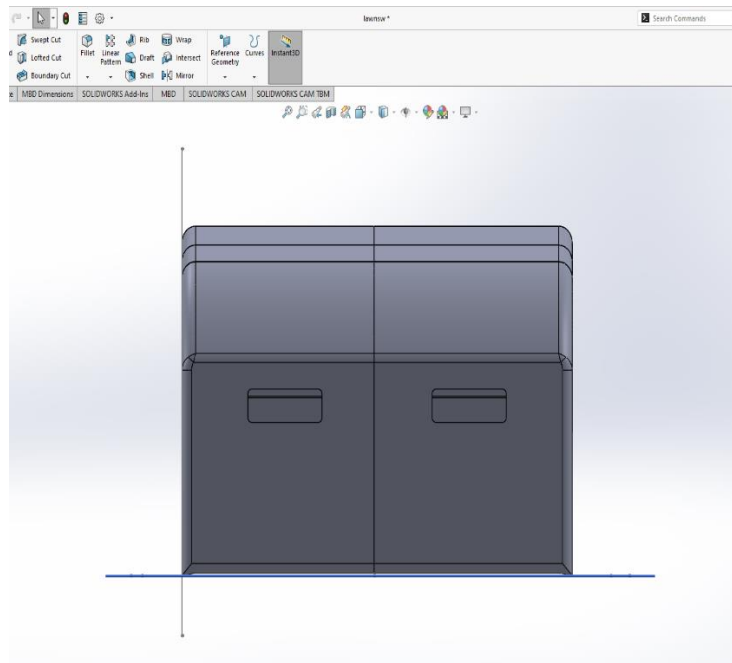 lawnsw *
Search Commands
Swept Cut
Lofted Cut
Boundary Cut
Fillet
Linear Pattern
Rib
Draft
Shell
Wrap
Intersect
Mirror
Reference Geometry
Curves
Instant3D
MBD Dimensions
SOLIDWORKS Add-Ins
MBD
SOLIDWORKS CAM
SOLIDWORKS CAM TBM